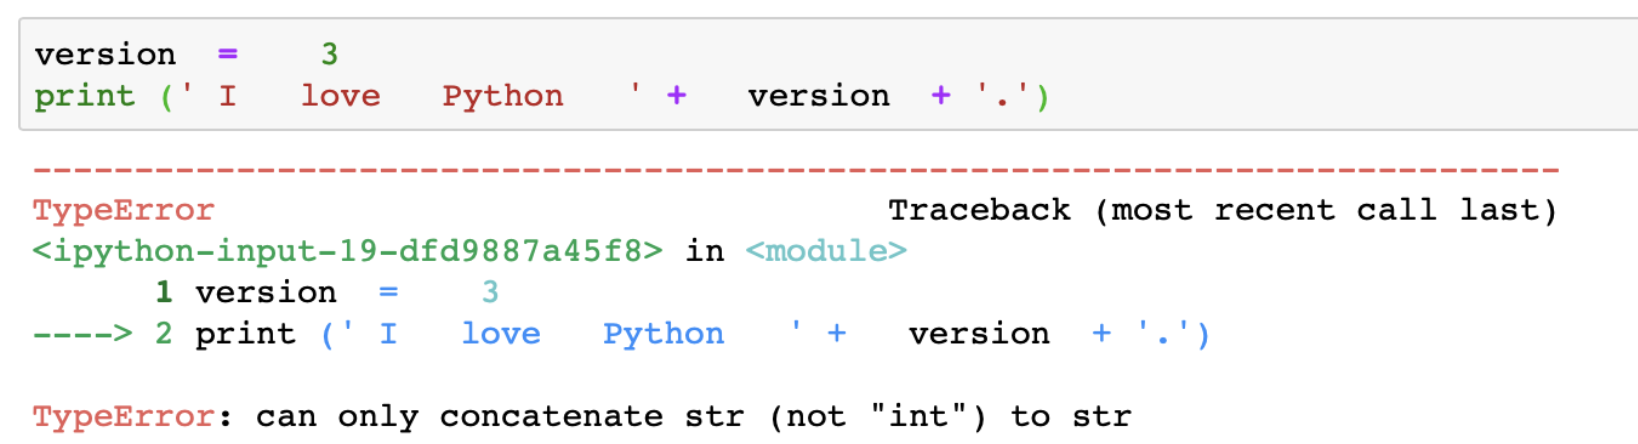 version  =    3
print (' I   love   Python   ' +   version  + '.')
---------------------------------------------------------------------------
TypeError                                 Traceback (most recent call last)
<ipython-input-19-dfd9887a45f8> in <module>
      1 version  =    3
----> 2 print (' I   love   Python   ' +   version  + '.')
TypeError: can only concatenate str (not "int") to str